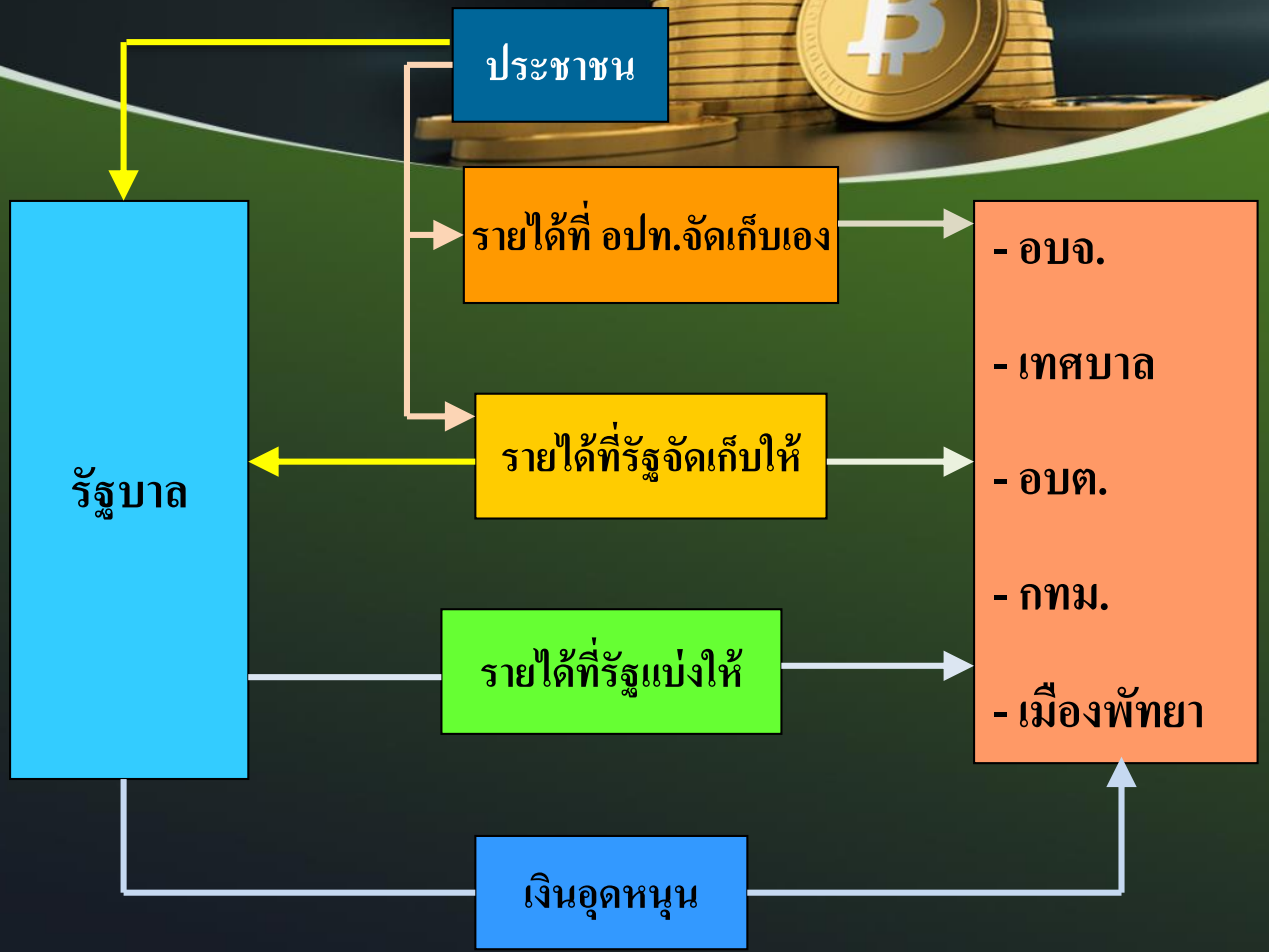 ประชาชน
รายได้ที่ อปท.จัดเก็บเอง
รายได้ที่รัฐจัดเก็บให้
รัฐบาล
รายได้ที่รัฐแบ่งให้
เงินอุดหนุน
- อบจ.
- เทศบาล
- อบต.
- กทม.
- เมืองพัทยา